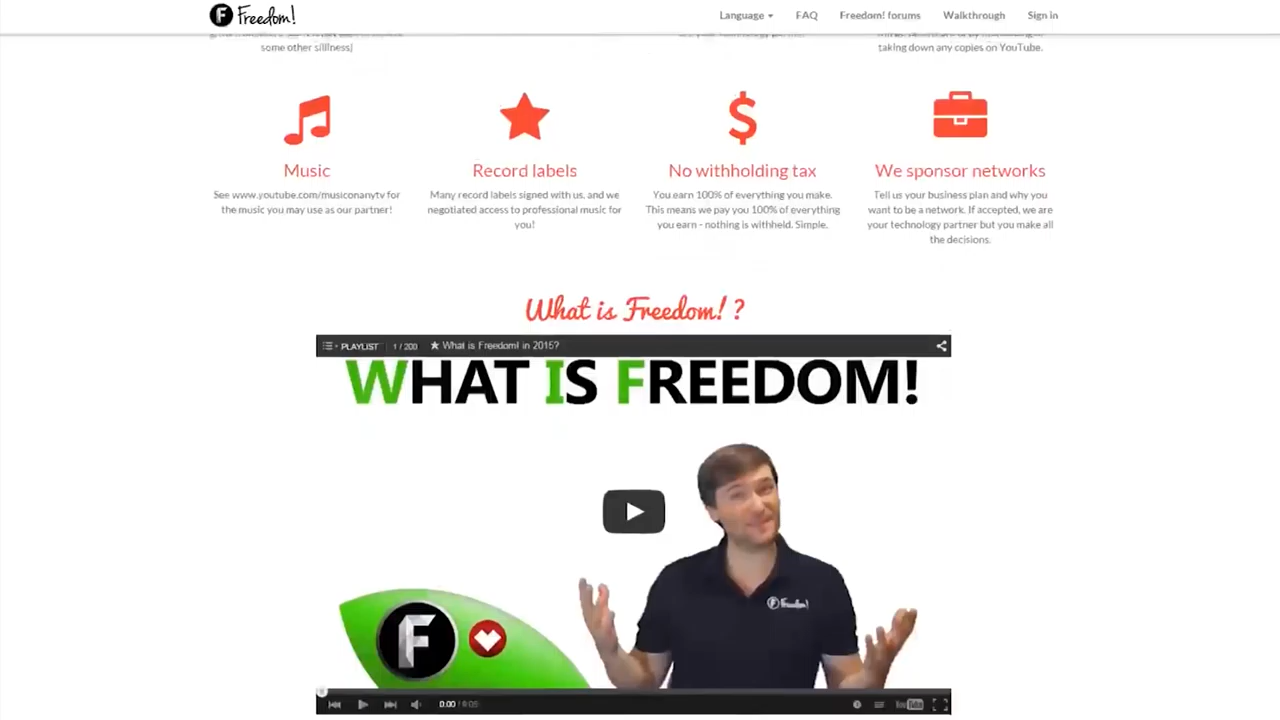 Freedom!
Language
FAQ
Freedom! forums
Walkthrough
Sign in
some other silliness]
taking down any copies on YouTube.
Music
Record labels
No withholding tax
We sponsor networks
See www.youtube.com/musiconanytv for
the music you may use as our partner!
Many record labels signed with us, and we
negotiated access to professional music for
you!
You earn 100% of everything you make.
This means we pay you 100% of everything
you earn - nothing is withheld. Simple.
Tell us your business plan and why you
want to be a network. If accepted, we are
your technology partner but you make all
the decisions.
What is Freedom! ?
PLAYLIST 1 / 200 ★ What is Freedom! in 2015?
WHAT IS FREEDOM!
Freedom!
F
0:00 / 9:05
YouTube